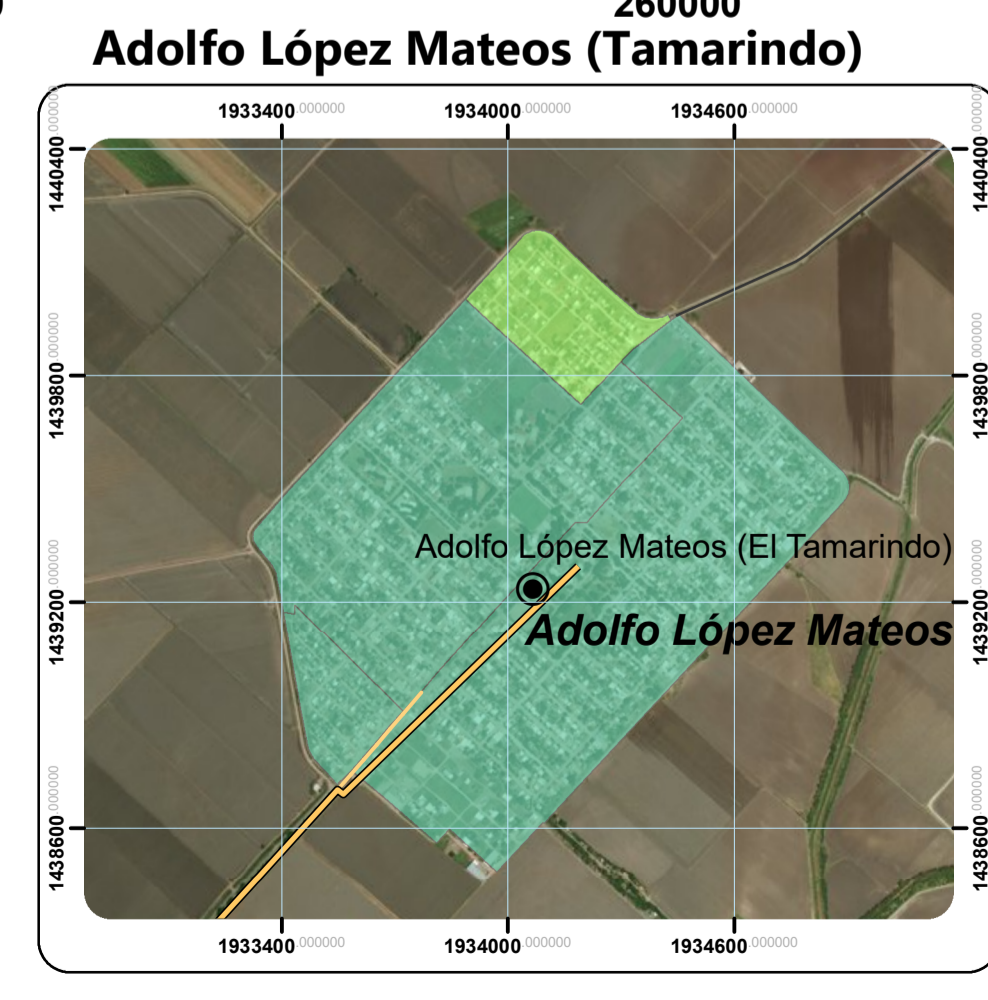 0
260000
Adolfo López Mateos (Tamarindo)
1933400.000000 1934000.000000 1934600.000000
1440400.000000 1440400.000000
1439800.000000 1439800.000000
Adolfo López Mateos (El Tamarindo)
1439200.000000 1439200.000000
Adolfo López Mateos
1438600.000000 1438600.000000
1933400.000000 1934000.000000 1934600.000000